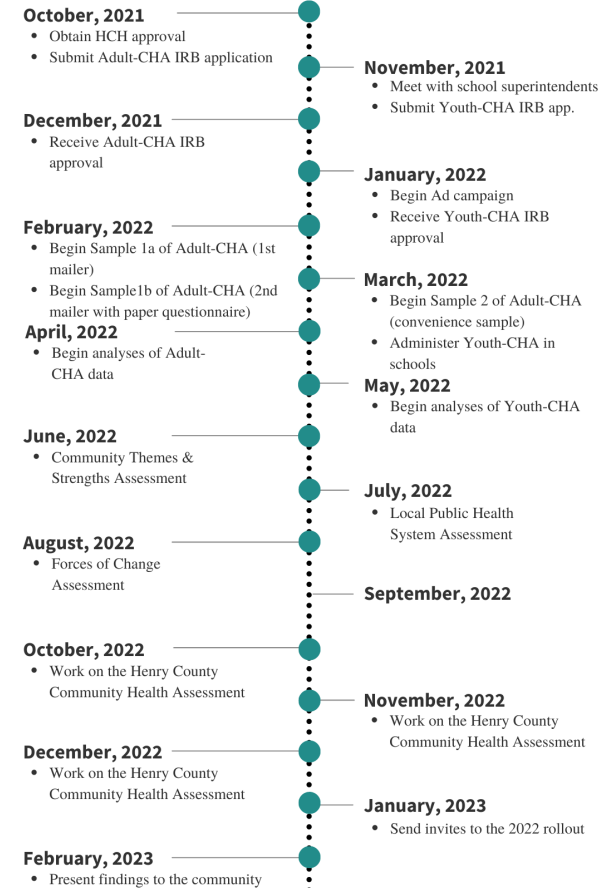 October, 2021
• Obtain HCH approval
• Submit Adult-CHA IRB application
November, 2021
• Meet with school superintendents
• Submit Youth-CHA IRB app.
December, 2021
• Receive Adult-CHA IRB
approval
January, 2022
• Begin Ad campaign
• Receive Youth-CHA IRB
approval
February, 2022
• Begin Sample 1a of Adult-CHA (1st
mailer)
• Begin Sample1b of Adult-CHA (2nd
mailer with paper questionnaire)
March, 2022
• Begin Sample 2 of Adult-CHA
(convenience sample)
• Administer Youth-CHA in
schools
April, 2022
• Begin analyses of Adult-
CHA data
May, 2022
• Begin analyses of Youth-CHA
data
June, 2022
• Community Themes &
Strengths Assessment
July, 2022
• Local Public Health
System Assessment
August, 2022
• Forces of Change
Assessment
September, 2022
October, 2022
• Work on the Henry County
Community Health Assessment
November, 2022
• Work on the Henry County
Community Health Assessment
December, 2022
• Work on the Henry County
Community Health Assessment
January, 2023
• Send invites to the 2022 rollout
February, 2023
• Present findings to the community